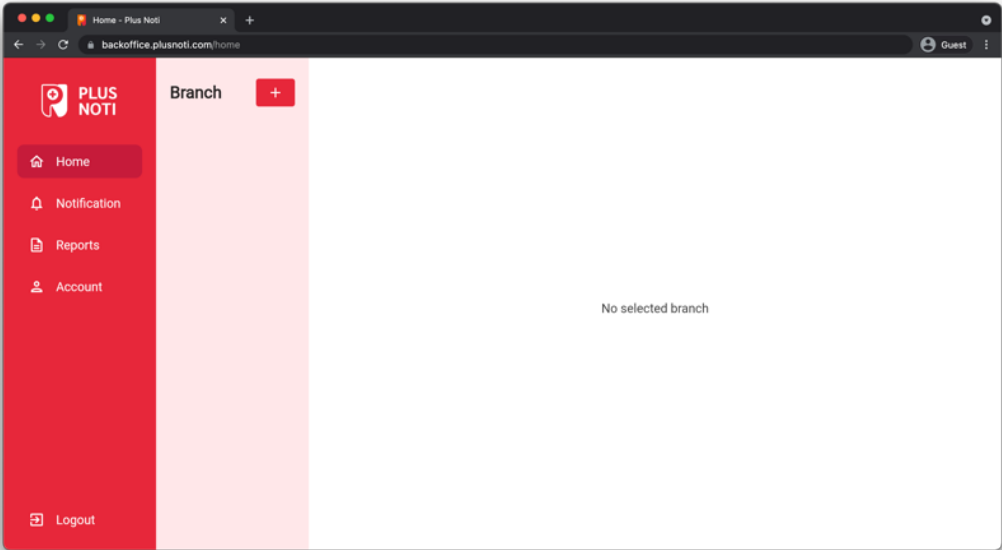 Home - Plus Noti
backoffice.plusnoti.com/home
Guest
PLUS
NOTI
Home
Notification
Reports
Account
Logout
Branch
+
No selected branch